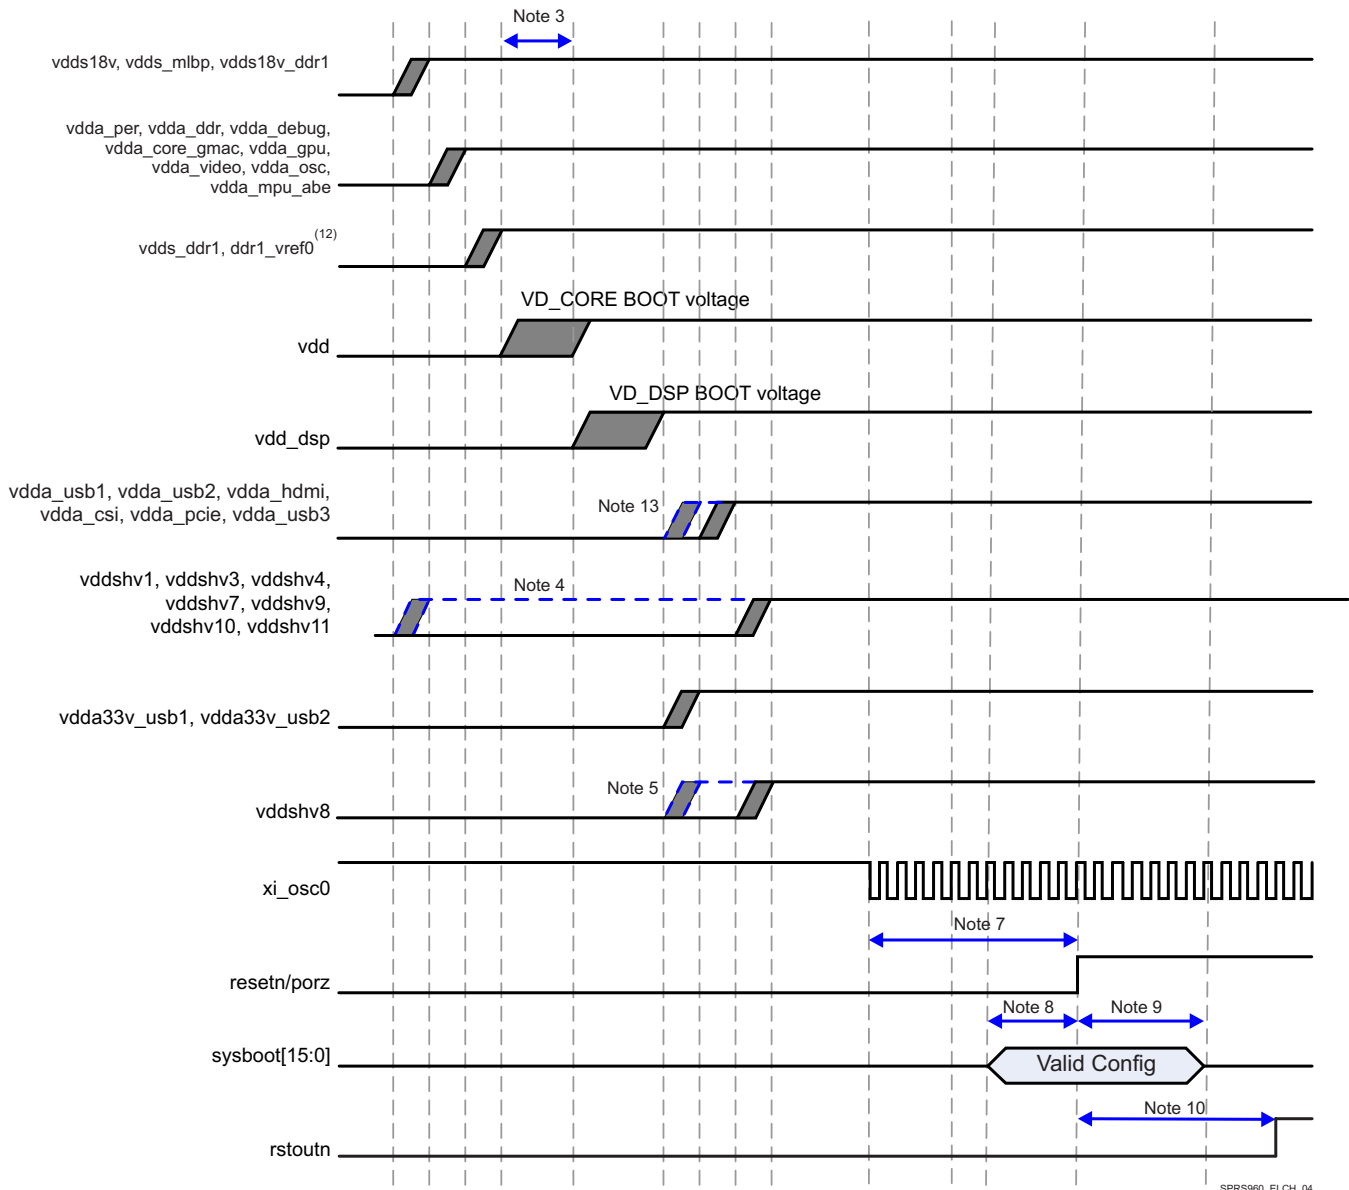 Note 3
vdds18v, vdds_mlbp, vdds18v_ddr1
vdda_per, vdda_ddr, vdda_debug,
vdda_core_gmac, vdda_gpu,
vdda_video, vdda_osc,
vdda_mpu_abe
vdds_ddr1, ddr1_vref0(12)
VD_CORE BOOT voltage
vdd
VD_DSP BOOT voltage
vdd_dsp
vdda_usb1, vdda_usb2, vdda_hdmi,
vdda_csi, vdda_pcie, vdda_usb3
Note 13
vddshv1, vddshv3, vddshv4,
vddshv7, vddshv9,
vddshv10, vddshv11
Note 4
vdda33v_usb1, vdda33v_usb2
Note 5
vddshv8
xi_osc0
Note 7
resetn/porz
Note 8
Note 9
sysboot[15:0]
Valid Config
Note 10
rstoutn
SPRS960_ELCH_04